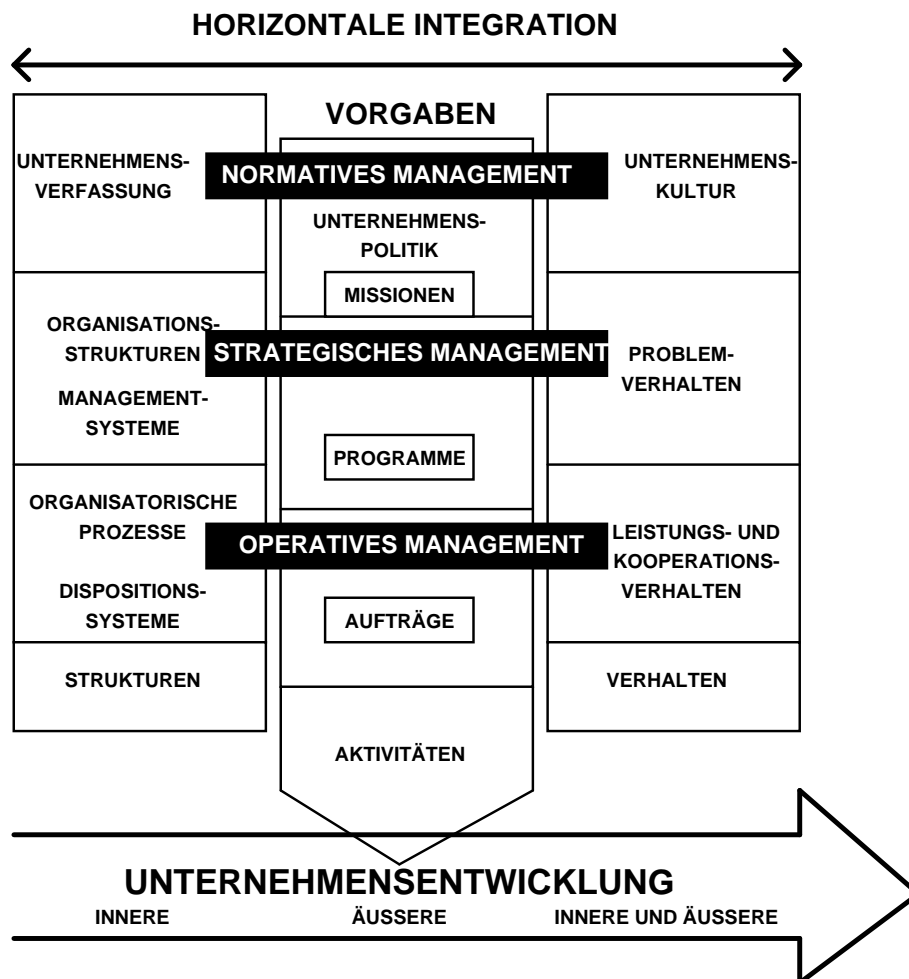 HORIZONTALE INTEGRATION
VORGABEN
UNTERNEHMENS-
VERFASSUNG
NORMATIVES MANAGEMENT
UNTERNEHMENS-
KULTUR
UNTERNEHMENS-
POLITIK
MISSIONEN
ORGANISATIONS-
STRUKTUREN
MANAGEMENT-
SYSTEME
STRATEGISCHES MANAGEMENT
PROBLEM-
VERHALTEN
PROGRAMME
ORGANISATORISCHE
PROZESSE
DISPOSITIONS-
SYSTEME
OPERATIVES MANAGEMENT
LEISTUNGS- UND
KOOPERATIONS-
VERHALTEN
AUFTRÄGE
STRUKTUREN
VERHALTEN
AKTIVITÄTEN
UNTERNEHMENSENTWICKLUNG
INNERE ÄUSSERE INNERE UND ÄUSSERE